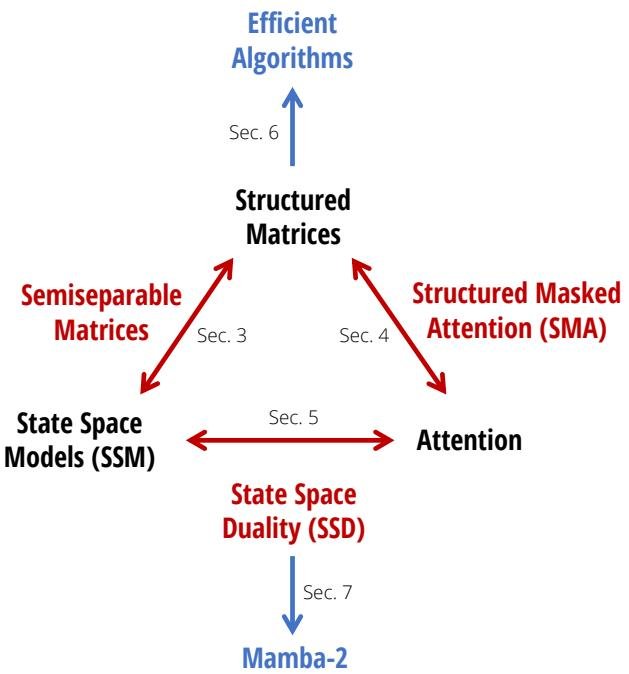 Efficient
Algorithms
Sec. 6
Structured
Matrices
Semiseparable
Matrices
Structured Masked
Attention (SMA)
Sec. 3
Sec. 4
State Space
Models (SSM)
Sec. 5
Attention
State Space
Duality (SSD)
Sec. 7
Mamba-2